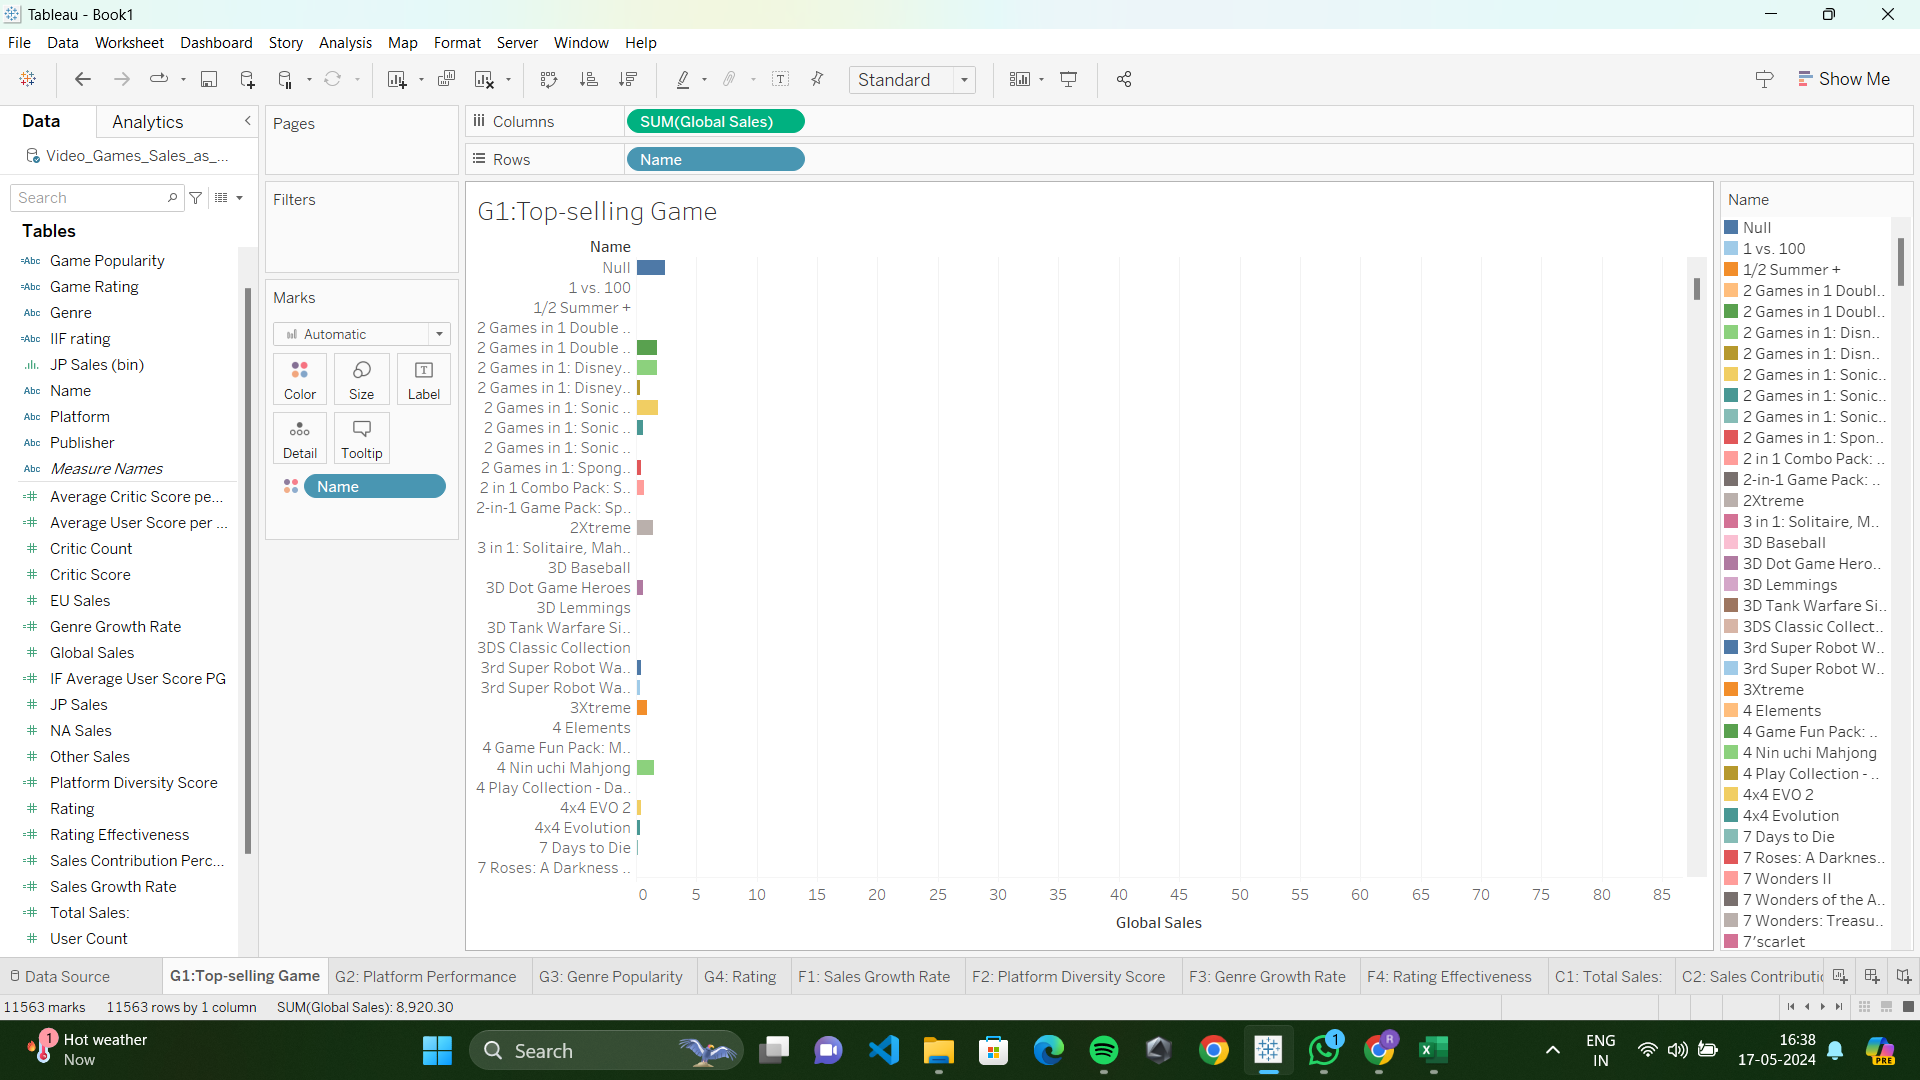 Tableau - Book1
File Data Worksheet Dashboard Story Analysis Map Format Server Window Help
Standard
Show Me
Data Analytics
Video_Games_Sales_as_...
Search
Tables
Game Popularity
Game Rating
Genre
IIF rating
JP Sales (bin)
Name
Platform
Publisher
Measure Names
Average Critic Score pe...
Average User Score per ...
Critic Count
Critic Score
EU Sales
Genre Growth Rate
Global Sales
IF Average User Score PG
JP Sales
NA Sales
Other Sales
Platform Diversity Score
Rating
Rating Effectiveness
Sales Contribution Perc...
Sales Growth Rate
Total Sales:
User Count
Pages
Filters
Marks
Automatic
Color Size Label
Detail Tooltip
Name
Columns SUM(Global Sales)
Rows Name
G1:Top-selling Game
Name
Null
1 vs. 100
1/2 Summer +
2 Games in 1 Double ..
2 Games in 1 Double ..
2 Games in 1: Disney..
2 Games in 1: Disney..
2 Games in 1: Sonic ..
2 Games in 1: Sonic ..
2 Games in 1: Sonic ..
2 Games in 1: Spong..
2 in 1 Combo Pack: S..
2-in-1 Game Pack: Sp..
2Xtreme
3 in 1: Solitaire, Mah..
3D Baseball
3D Dot Game Heroes
3D Lemmings
3D Tank Warfare Si..
3DS Classic Collection
3rd Super Robot Wa..
3rd Super Robot Wa..
3Xtreme
4 Elements
4 Game Fun Pack: M..
4 Nin uchi Mahjong
4 Play Collection - Da..
4x4 EVO 2
4x4 Evolution
7 Days to Die
7 Roses: A Darkness ..
0 5 10 15 20 25 30 35 40 45 50 55 60 65 70 75 80 85
Global Sales
Name
Null
1 vs. 100
1/2 Summer +
2 Games in 1 Doubl..
2 Games in 1 Doubl..
2 Games in 1: Disn..
2 Games in 1: Disn..
2 Games in 1: Sonic..
2 Games in 1: Sonic..
2 Games in 1: Sonic..
2 Games in 1: Spon..
2 in 1 Combo Pack: ..
2-in-1 Game Pack: ..
2Xtreme
3 in 1: Solitaire, M..
3D Baseball
3D Dot Game Hero..
3D Lemmings
3D Tank Warfare Si..
3DS Classic Collect..
3rd Super Robot W..
3rd Super Robot W..
3Xtreme
4 Elements
4 Game Fun Pack: ..
4 Nin uchi Mahjong
4 Play Collection - ..
4x4 EVO 2
4x4 Evolution
7 Days to Die
7 Roses: A Darknes..
7 Wonders II
7 Wonders of the A..
7 Wonders: Treasu..
7'scarlet
Data Source G1:Top-selling Game G2: Platform Performance G3: Genre Popularity G4: Rating F1: Sales Growth Rate F2: Platform Diversity Score F3: Genre Growth Rate F4: Rating Effectiveness C1: Total Sales: C2: Sales Contributi
11563 marks 11563 rows by 1 column SUM(Global Sales): 8,920.30
1 Hot weather
Now
Search
1
R
PRE
ENG
IN
16:38
17-05-2024